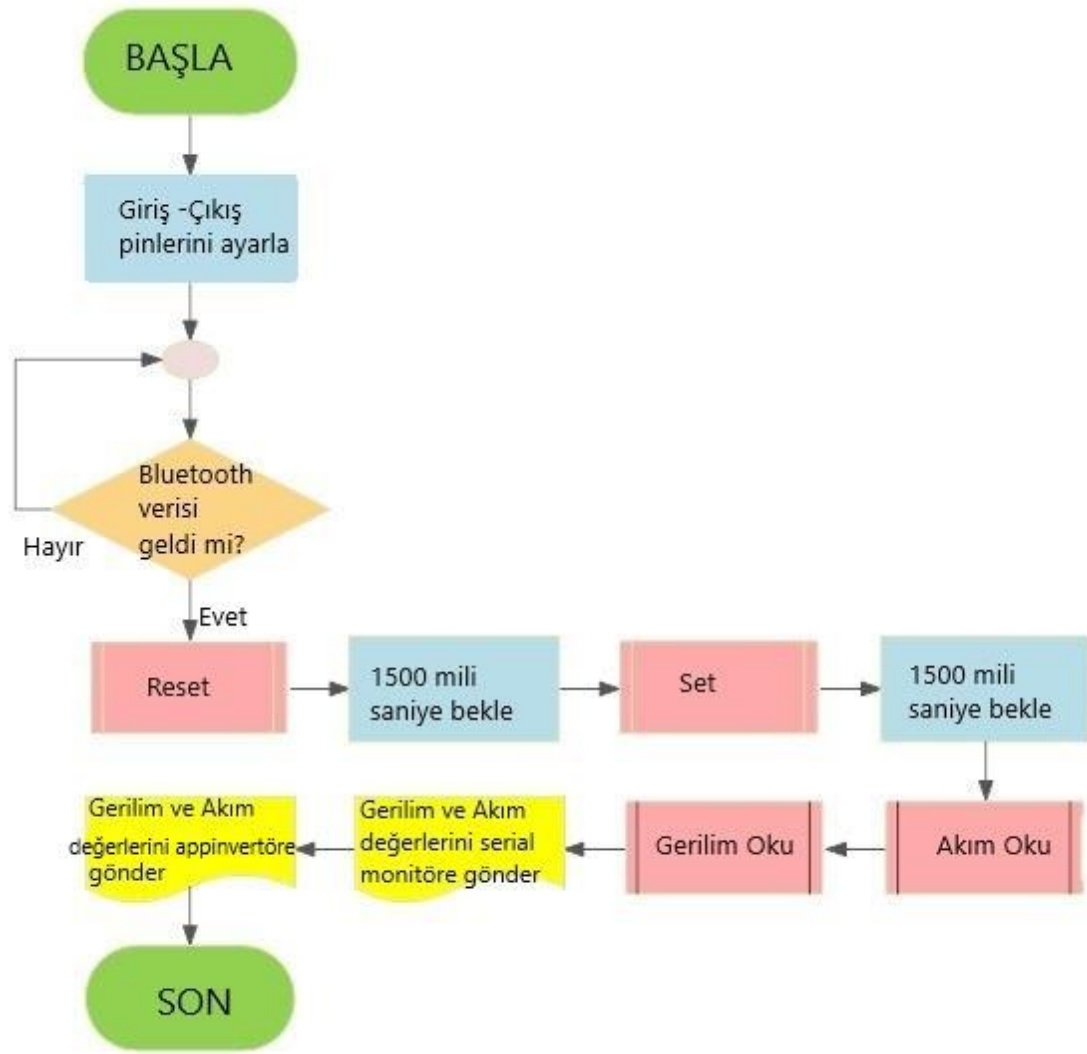 BAŞLA
Giriş -Çıkış
pinlerini ayarla
Bluetooth
verisi
geldi mi?
Hayır
Evet
Reset
1500 mili
saniye bekle
Set
1500 mili
saniye bekle
Akım Oku
Gerilim Oku
Gerilim ve Akım
değerlerini serial
monitöre gönder
Gerilim ve Akım
değerlerini appinvertöre
gönder
SON